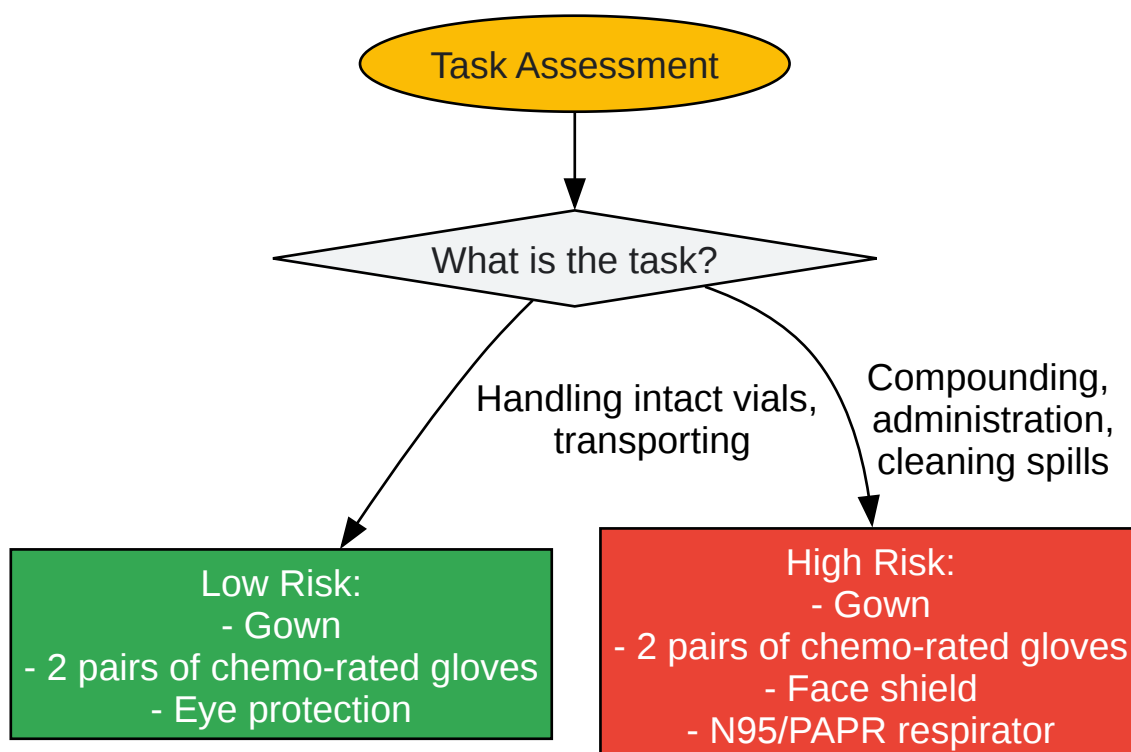 Task Assessment
What is the task?
Handling intact vials,
transporting
Compounding,
administration,
cleaning spills
Low Risk:
- Gown
- 2 pairs of chemo-rated gloves
- Eye protection
High Risk:
- Gown
- 2 pairs of chemo-rated gloves
- Face shield
- N95/PAPR respirator